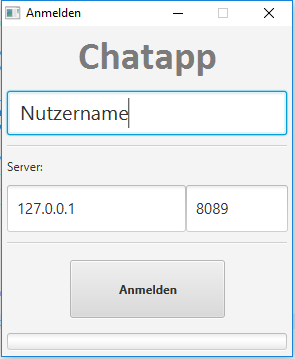 Anmelden
Chatapp
Nutzername
Server:
127.0.0.1 8089
Anmelden